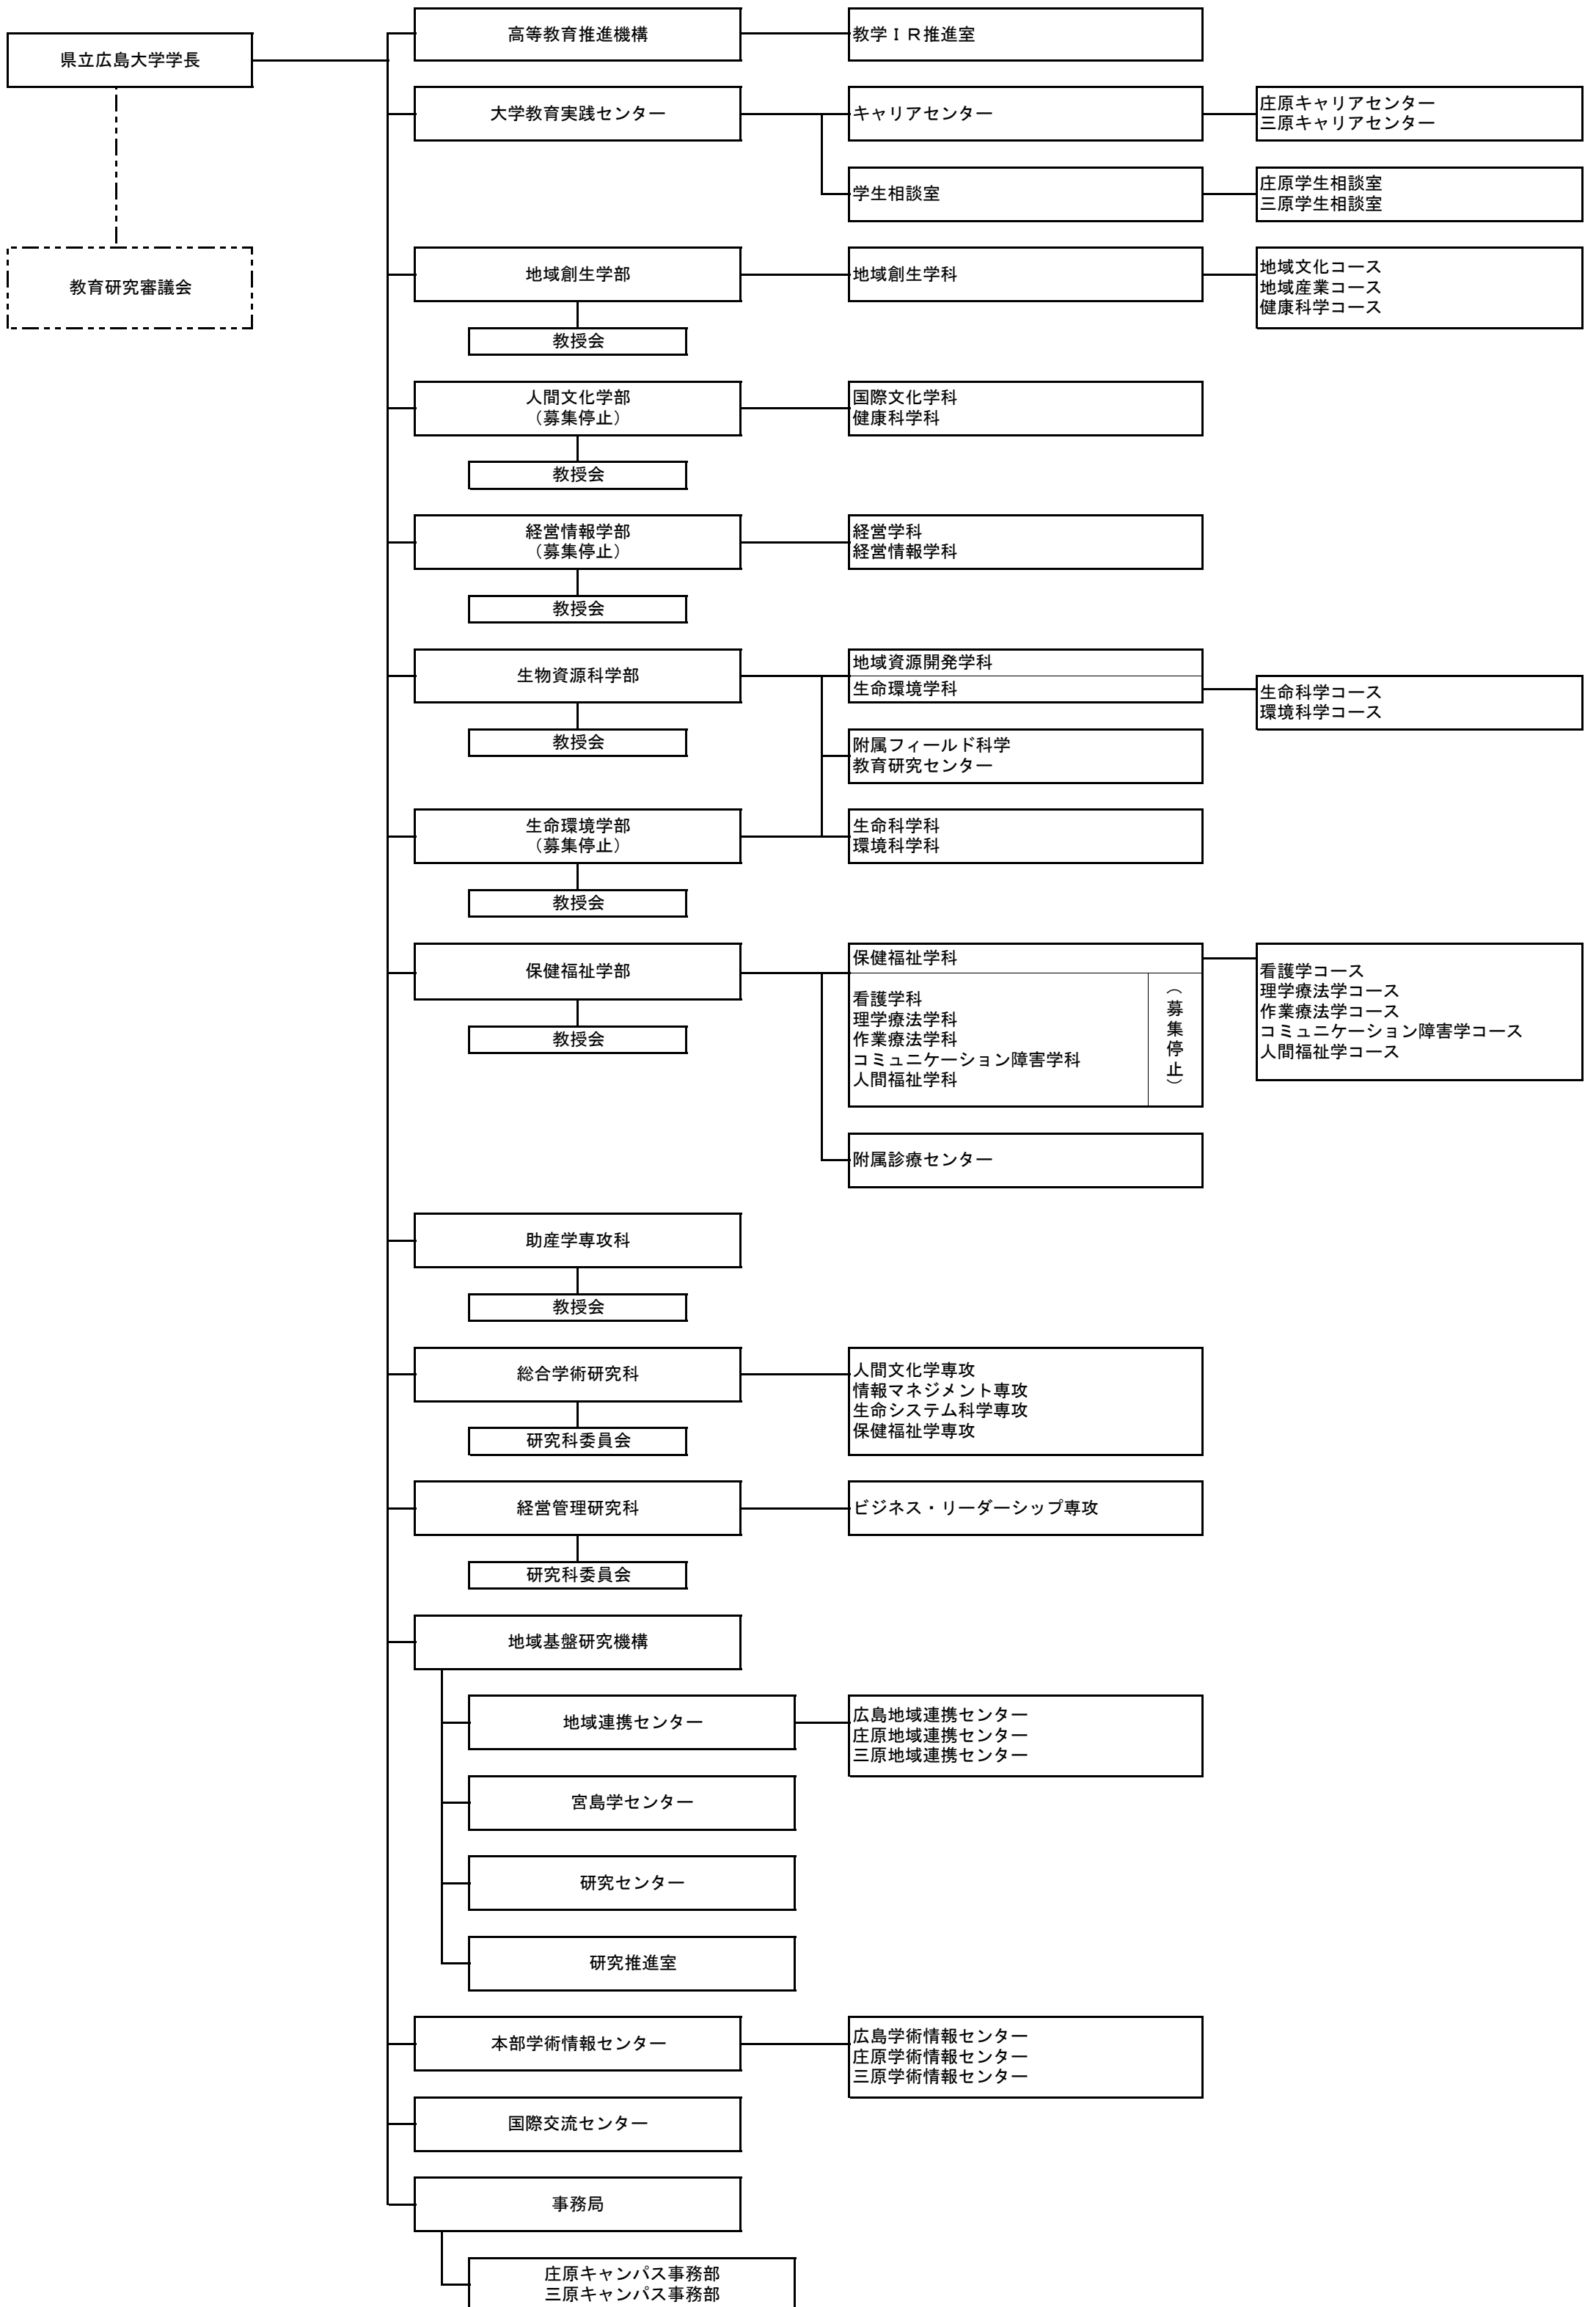 高等教育推進機構
教学ＩＲ推進室
県立広島大学学長
大学教育実践センター
キャリアセンター
庄原キャリアセンター
三原キャリアセンター
学生相談室
庄原学生相談室
三原学生相談室
教育研究審議会
地域創生学部
地域創生学科
地域文化コース
地域産業コース
健康科学コース
教授会
人間文化学部
（募集停止）
国際文化学科
健康科学科
教授会
経営情報学部
（募集停止）
経営学科
経営情報学科
教授会
生物資源科学部
地域資源開発学科
生命環境学科
生命科学コース
環境科学コース
教授会
附属フィールド科学
教育研究センター
生命環境学部
（募集停止）
生命科学科
環境科学科
教授会
保健福祉学部
保健福祉学科
看護学科
理学療法学科
作業療法学科
コミュニケーション障害学科
人間福祉学科
（募集停止）
看護学コース
理学療法学コース
作業療法学コース
コミュニケーション障害学コース
人間福祉学コース
教授会
附属診療センター
助産学専攻科
教授会
総合学術研究科
人間文化学専攻
情報マネジメント専攻
生命システム科学専攻
保健福祉学専攻
研究科委員会
経営管理研究科
ビジネス・リーダーシップ専攻
研究科委員会
地域基盤研究機構
地域連携センター
広島地域連携センター
庄原地域連携センター
三原地域連携センター
宮島学センター
研究センター
研究推進室
本部学術情報センター
広島学術情報センター
庄原学術情報センター
三原学術情報センター
国際交流センター
事務局
庄原キャンパス事務部
三原キャンパス事務部